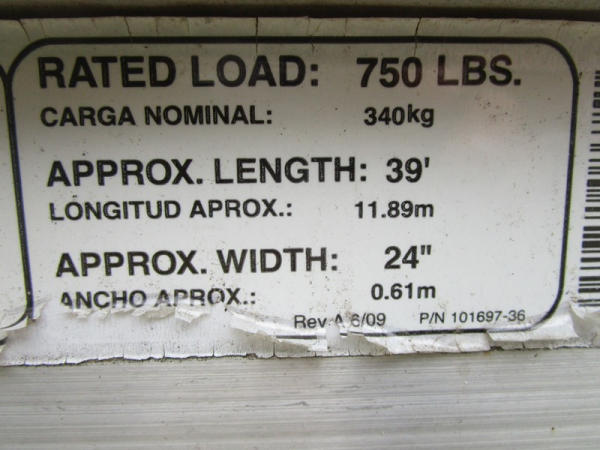 RATED LOAD: 750 LBS.
CARGA NOMINAL: 340kg
APPROX. LENGTH: 39'
LONGITUD APROX.: 11.89m
APPROX. WIDTH: 24"
ANCHO APROX.: 0.61m
Rev A 6/09 P/N 101697-36